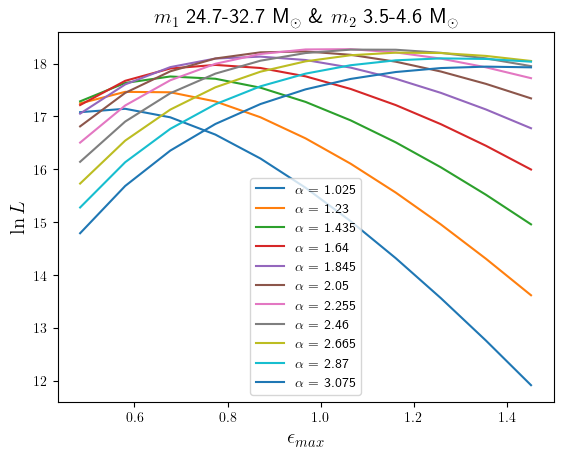 m₁ 24.7-32.7 M⊙ & m₂ 3.5-4.6 M⊙
ln L
18
17
16
15
14
13
12
α = 1.025
α = 1.23
α = 1.435
α = 1.64
α = 1.845
α = 2.05
α = 2.255
α = 2.46
α = 2.665
α = 2.87
α = 3.075
0.6 0.8 1.0 1.2 1.4
ϵmax